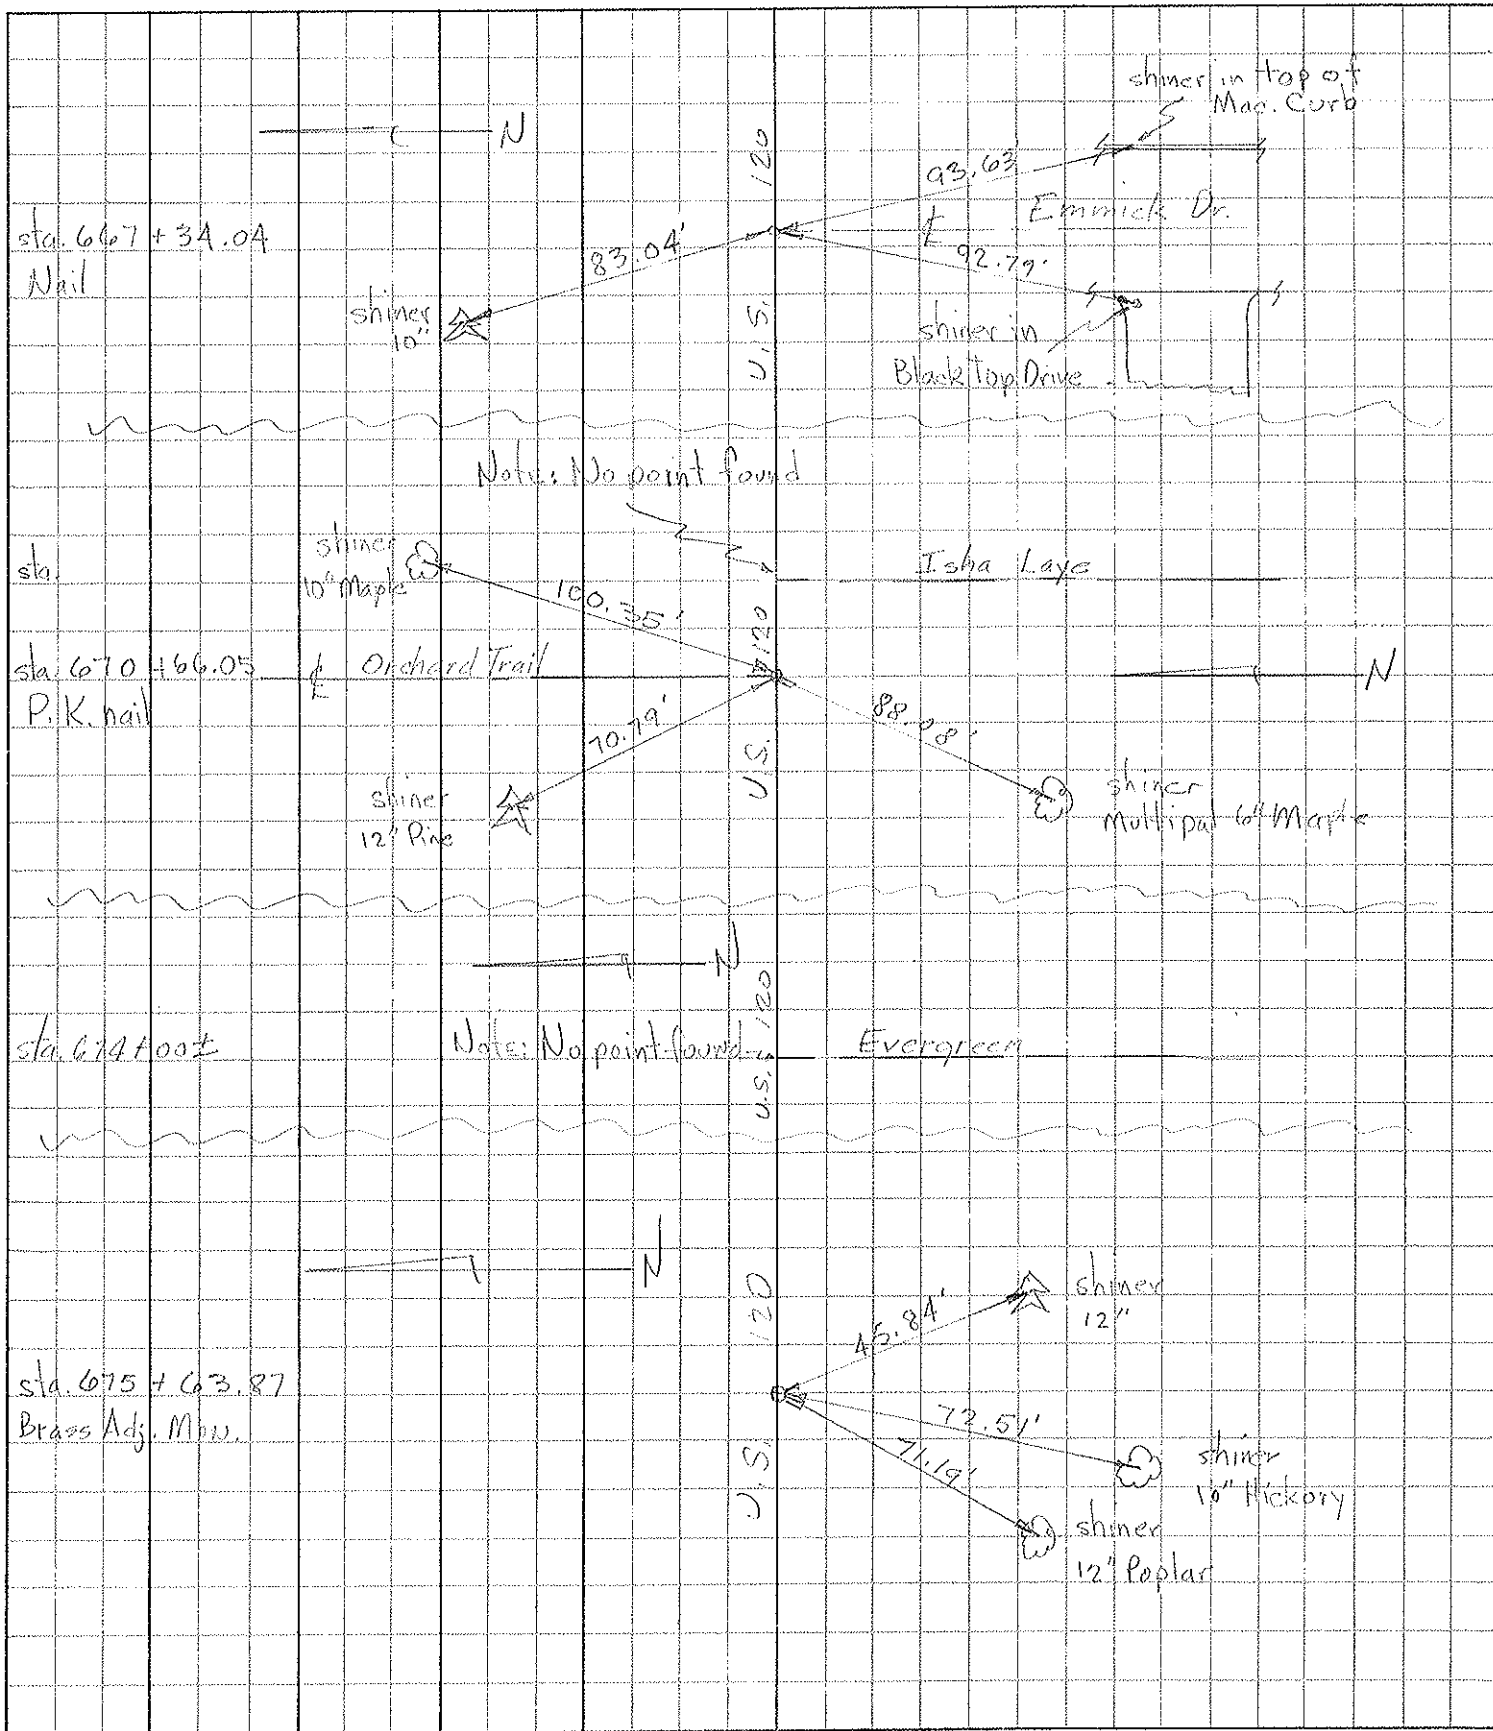 shiner in top of
Mac. Curb
N
U.S. 120
93.63
℄ Emmick Dr.
sta. 667 + 34.04
Nail
83.04'
92.79'
shiner
10"
shiner in
Black Top Drive
Note: No point found
shiner
10" Maple
sta.
Isha Laye
100.35'
U.S. 120
sta. 670 +66.05
℄ Orchard Trail
N
P.K. nail
70.79'
88.08'
shiner
12" Pine
shiner
Multipal 6" Maple
N
U.S. 120
sta. 674+00±
Note: No point found
Evergreen
N
U.S. 120
shiner
12"
45.84'
sta. 675 + 63.87
Brass Adj. Mon.
72.51'
71.19'
shiner
10" Hickory
shiner
12" Poplar